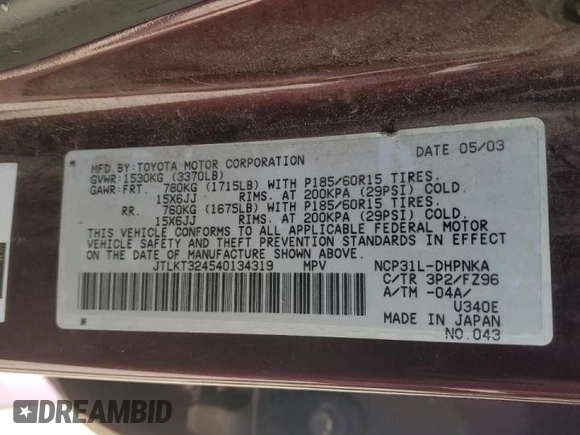 MFD.BY:TOYOTA MOTOR CORPORATION DATE 05/03
GVWR:1530KG (3370LB)
GAWR:FRT. 780KG (1715LB) WITH P185/60R15 TIRES.
15X6JJ RIMS. AT 200KPA (29PSI) COLD.
RR. 760KG (1675LB) WITH P185/60R15 TIRES.
15X6JJ RIMS. AT 200KPA (29PSI) COLD.
THIS VEHICLE CONFORMS TO ALL APPLICABLE FEDERAL MOTOR
VEHICLE SAFETY AND THEFT PREVENTION STANDARDS IN EFFECT
ON THE DATE OF MANUFACTURE SHOWN ABOVE.
JTLKT324540134319 MPV NCP31L-DHPNKA
C/TR 3P2/FZ96
A/TM -04A/
U340E
MADE IN JAPAN
NO.043
DREAMBID